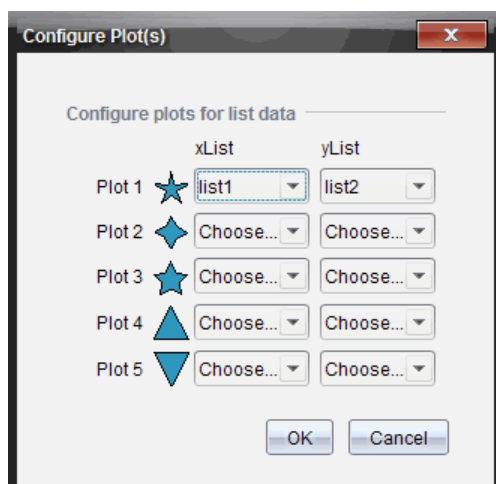 Configure Plot(s)
x
Configure plots for list data
xList yList
Plot 1 list1 list2
Plot 2 Choose... Choose...
Plot 3 Choose... Choose...
Plot 4 Choose... Choose...
Plot 5 Choose... Choose...
OK Cancel